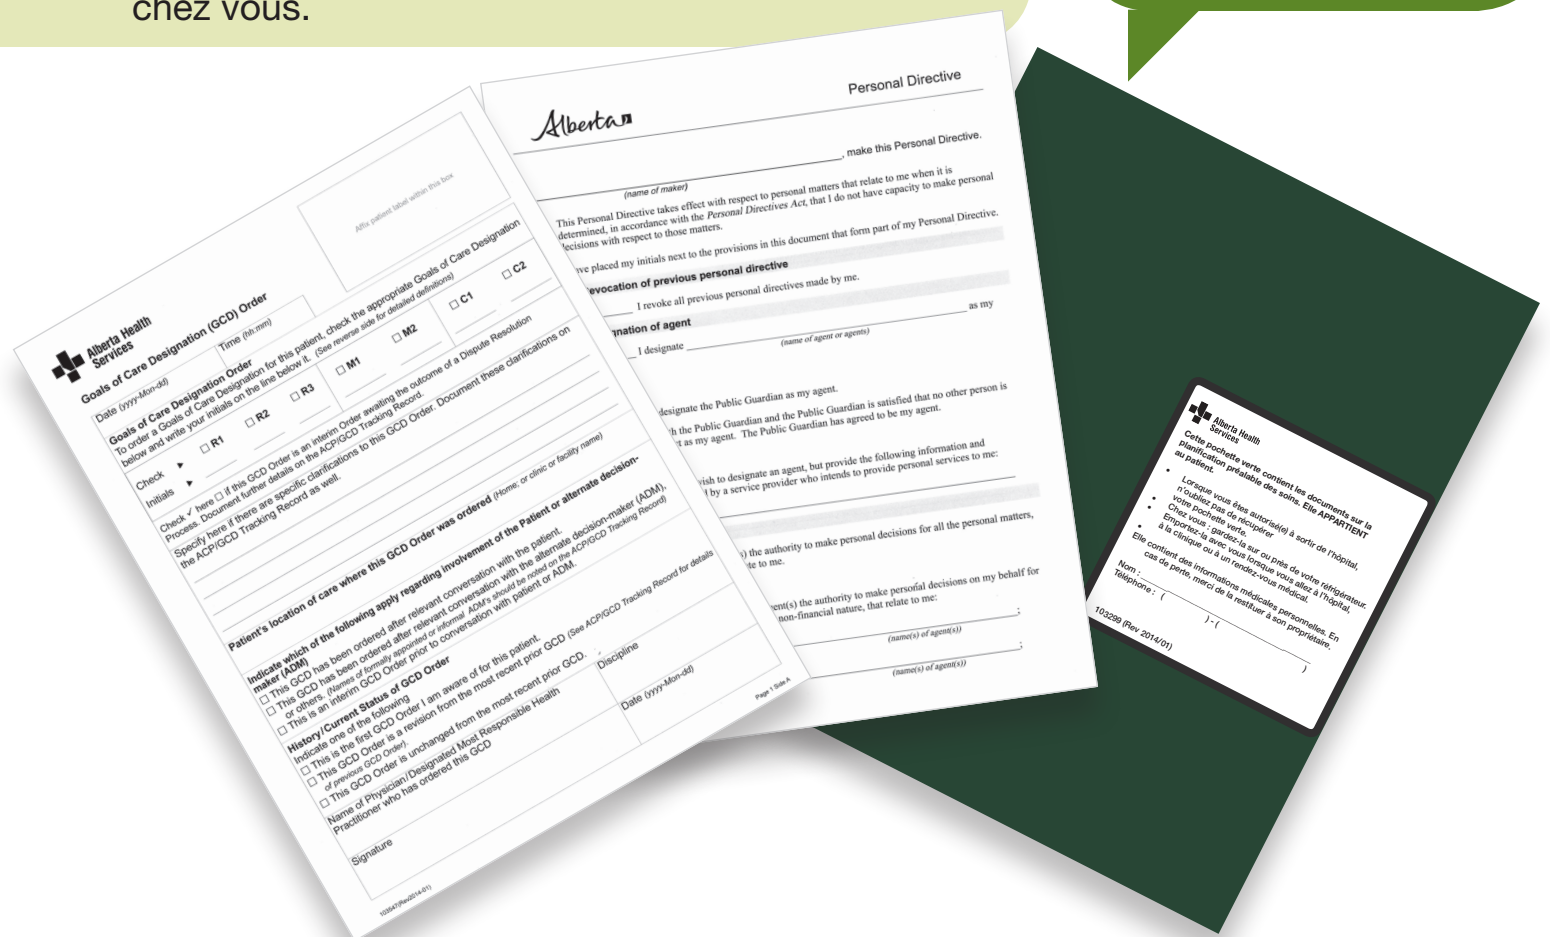 chez vous.
Alberta Health
Services
Goals of Care Designation (GCD) Order
Affix patient label within this box
Date (yyyy-Mon-dd)
Time (hh:mm)
Goals of Care Designation Order
To order a Goals of Care Designation for this patient, check the appropriate Goals of Care Designation
below and write your initials on the line below it. (See reverse side for detailed definitions)
Check
R1
R2
R3
M1
M2
C1
C2
Initials
Check ✓ here ☐ if this GCD Order is an interim Order awaiting the outcome of a Dispute Resolution
Process. Document further details on the ACP/GCD Tracking Record.
Specify here if there are specific clarifications to this GCD Order. Document these clarifications on
the ACP/GCD Tracking Record as well.
Patient's location of care where this GCD Order was ordered (Home, or clinic or facility name)
Indicate which of the following apply regarding involvement of the Patient or alternate decision-
maker (ADM)
☐ This GCD has been ordered after relevant conversation with the patient.
☐ This GCD has been ordered after relevant conversation with the alternate decision-maker (ADM),
or others. (Names of formally appointed or informal ADM's should be noted on the ACP/GCD Tracking Record)
☐ This is an interim GCD Order prior to conversation with patient or ADM.
History/Current Status of GCD Order
Indicate one of the following
☐ This is the first GCD Order I am aware of for this patient.
☐ This GCD Order is a revision from the most recent prior GCD (See ACP/GCD Tracking Record for details
of previous GCD Order).
☐ This GCD Order is unchanged from the most recent prior GCD.
Name of Physician/Designated Most Responsible Health
Practitioner who has ordered this GCD
Discipline
Signature
Date (yyyy-Mon-dd)
103547(Rev2014-01)
Page 1 Side A
Alberta
Personal Directive
, make this Personal Directive.
(name of maker)
This Personal Directive takes effect with respect to personal matters that relate to me when it is
determined, in accordance with the Personal Directives Act, that I do not have capacity to make personal
decisions with respect to those matters.
ve placed my initials next to the provisions in this document that form part of my Personal Directive.
evocation of previous personal directive
I revoke all previous personal directives made by me.
nation of agent
I designate
as my
(name of agent or agents)
designate the Public Guardian as my agent.
h the Public Guardian and the Public Guardian is satisfied that no other person is
ct as my agent. The Public Guardian has agreed to be my agent.
ish to designate an agent, but provide the following information and
l by a service provider who intends to provide personal services to me:
) the authority to make personal decisions for all the personal matters,
te to me.
ent(s) the authority to make personal decisions on my behalf for
non-financial nature, that relate to me:
;
(name(s) of agent(s))
;
(name(s) of agent(s))
Alberta Health
Services
Cette pochette verte contient les documents sur la
planification préalable des soins. Elle APPARTIENT
au patient.
• Lorsque vous êtes autorisé(e) à sortir de l'hôpital,
n'oubliez pas de récupérer
votre pochette verte.
• Chez vous : gardez-la sur ou près de votre réfrigérateur.
• Emportez-la avec vous lorsque vous allez à l'hôpital,
• à la clinique ou à un rendez-vous médical.
Elle contient des informations médicales personnelles. En
cas de perte, merci de la restituer à son propriétaire.
Nom :
Téléphone : ( ) - ( )
103299 (Rev 2014/01)